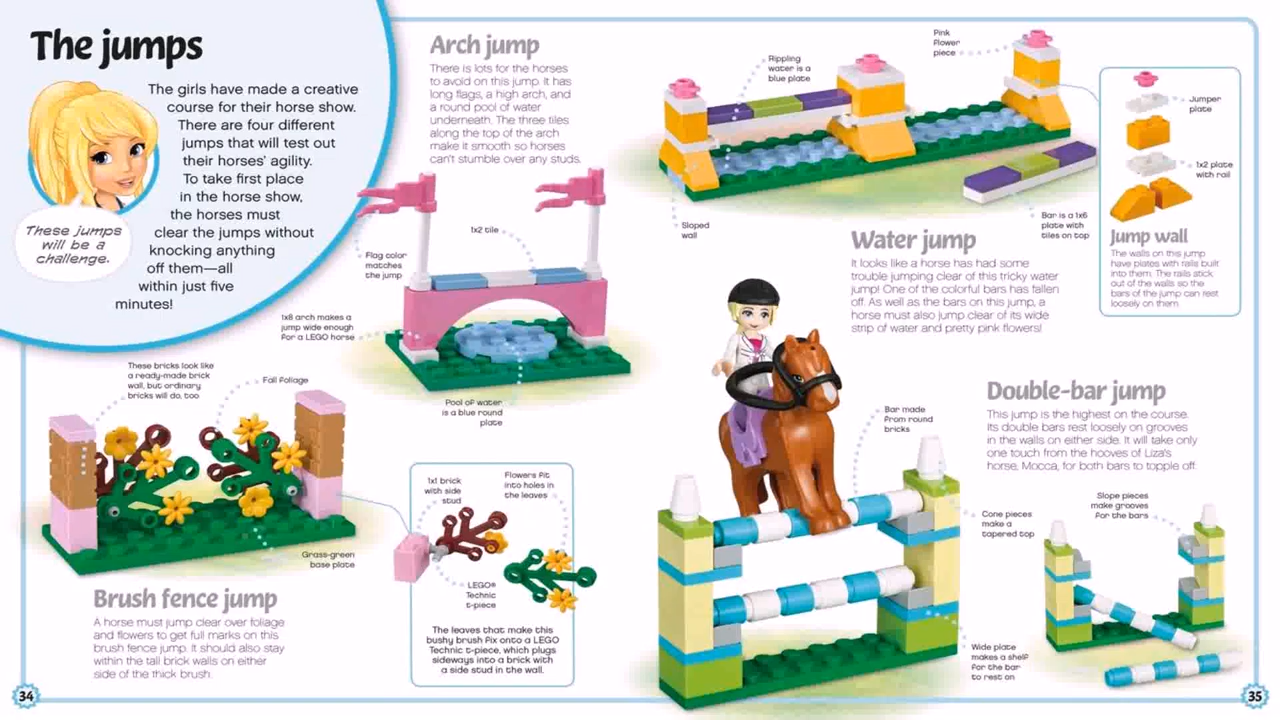 The jumps
The girls have made a creative
course for their horse show.
There are four different
jumps that will test out
their horses' agility.
To take first place
in the horse show,
the horses must
clear the jumps without
knocking anything
off them—all
within just five
minutes!
These jumps
will be a
challenge.
Arch jump
There is lots for the horses
to avoid on this jump. It has
long flags, a high arch, and
a round pool of water
underneath. The three tiles
along the top of the arch
make it smooth so horses
can't stumble over any studs.
Flag color
matches
the jump
1x2 tile
1x8 arch makes a
jump wide enough
for a LEGO horse
Pool of water
is a blue round
plate
These bricks look like
a ready-made brick
wall, but ordinary
bricks will do, too
Fall foliage
Grass-green
base plate
Brush fence jump
A horse must jump clear over foliage
and flowers to get full marks on this
brush fence jump. It should also stay
within the tall brick walls on either
side of the thick brush.
1x1 brick
with side
stud
Flowers fit
into holes in
the leaves
LEGO®
Technic
t-piece
The leaves that make this
bushy brush fix onto a LEGO
Technic t-piece, which plugs
sideways into a brick with
a side stud in the wall.
34
Rippling
water is a
blue plate
Pink
flower
piece
Sloped
wall
Bar is a 1x6
plate with
tiles on top
Jumper
plate
1x2 plate
with rail
Jump wall
The walls on this jump
have plates with rails built
into them. The rails stick
out of the walls so the
bars of the jump can rest
loosely on them.
Water jump
It looks like a horse has had some
trouble jumping clear of this tricky water
jump! One of the colorful bars has fallen
off. As well as the bars on this jump, a
horse must also jump clear of its wide
strip of water and pretty pink flowers!
Double-bar jump
This jump is the highest on the course.
Its double bars rest loosely on grooves
in the walls on either side. It will take only
one touch from the hooves of Liza's
horse, Mocca, for both bars to topple off.
Bar made
from round
bricks
Cone pieces
make a
tapered top
Slope pieces
make grooves
for the bars
Wide plate
makes a shelf
for the bar
to rest on
35